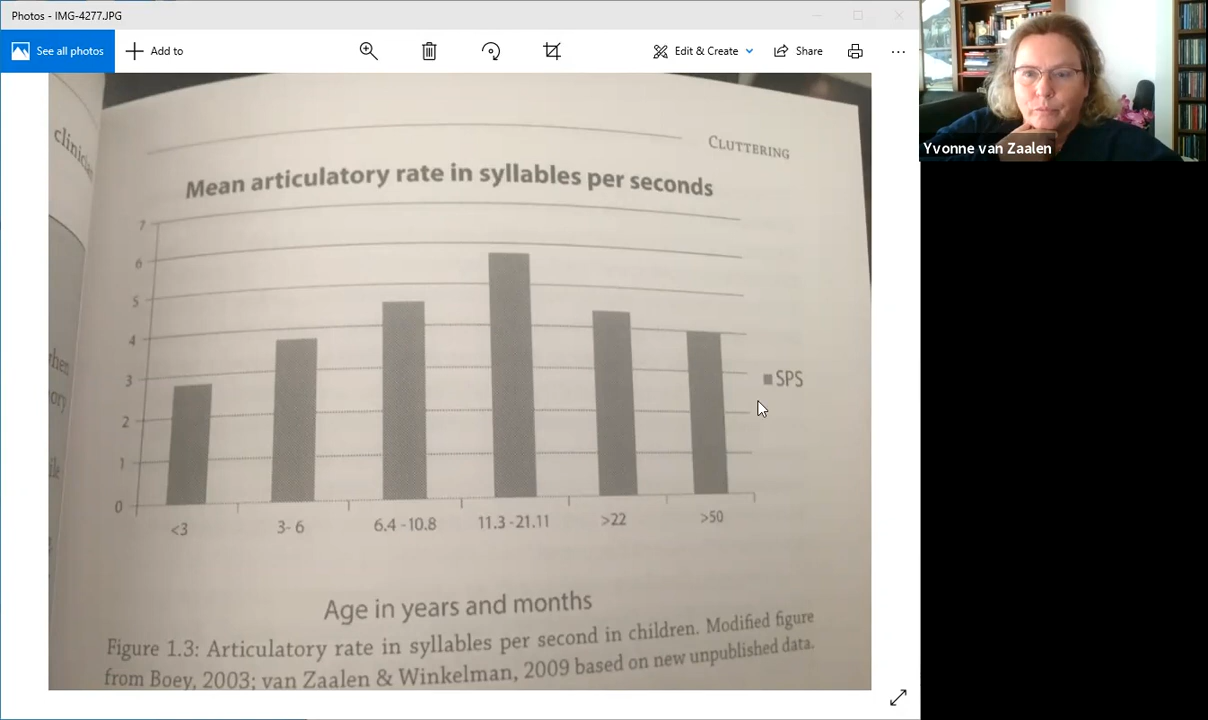 Photos - IMG-4277.JPG
See all photos
Add to
Edit & Create
Share
Yvonne van Zaalen
CLUTTERING
Mean articulatory rate in syllables per seconds
7
6
5
4
3
2
1
0
<3 3- 6 6.4 -10.8 11.3 -21.11 >22 >50
SPS
Age in years and months
Figure 1.3: Articulatory rate in syllables per second in children. Modified figure
from Boey, 2003; van Zaalen & Winkelman, 2009 based on new unpublished data.